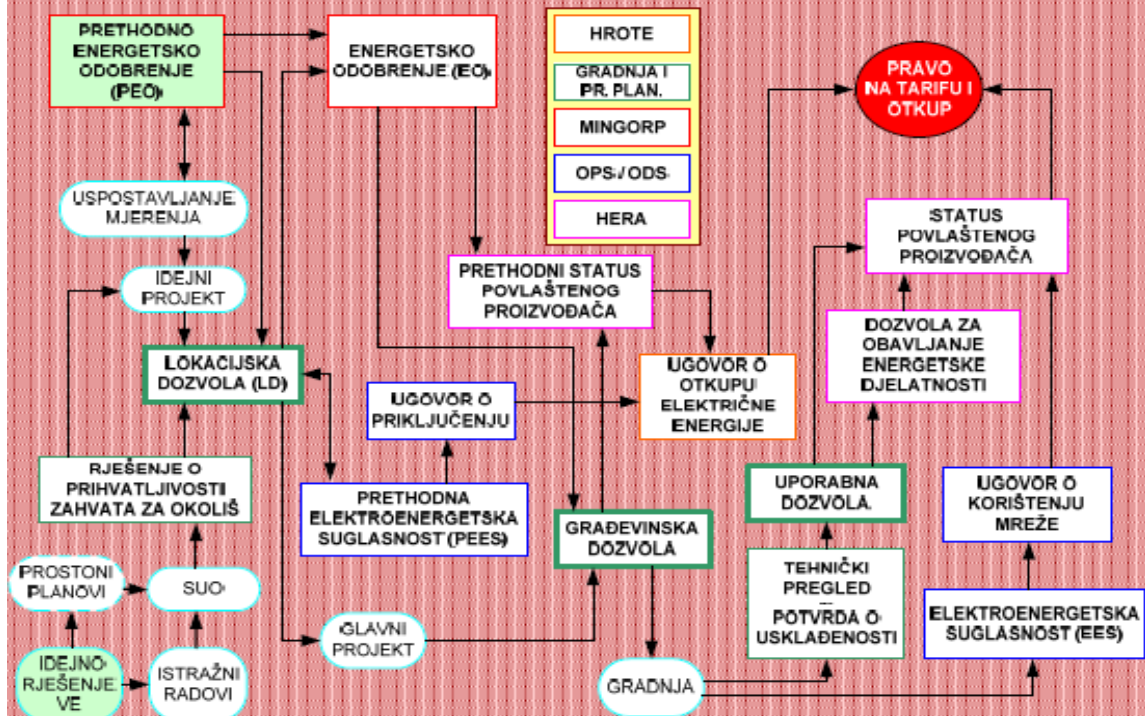 PRETHODNO
ENERGETSKO
ODOBRENJE
(PEO)
ENERGETSKO
ODOBRENJE (EO)
HROTE
GRADNJA I
PR. PLAN.
MINGORP
OPS / ODS
HERA
PRAVO
NA TARIFU I
OTKUP
USPOSTAVLJANJE
MJERENJA
IDEJNI
PROJEKT
PRETHODNI STATUS
POVLAŠTENOG
PROIZVOĐAČA
STATUS
POVLAŠTENOG
PROIZVOĐAČA
LOKACIJSKA
DOZVOLA (LD)
UGOVOR O
PRIKLJUČENJU
UGOVOR O
OTKUPU
ELEKTRIČNE
ENERGIJE
DOZVOLA ZA
OBAVLJANJE
ENERGETSKE
DJELATNOSTI
RJEŠENJE O
PRIHVATLJIVOSTI
ZAHVATA ZA OKOLIŠ
PRETHODNA
ELEKTROENERGETSKA
SUGLASNOST (PEES)
GRAĐEVINSKA
DOZVOLA
UPORABNA
DOZVOLA
UGOVOR O
KORIŠTENJU
MREŽE
PROSTONI
PLANOVI
SUO
TEHNIČKI
PREGLED
–
POTVRDA O
USKLAĐENOSTI
ELEKTROENERGETSKA
SUGLASNOST (EES)
IDEJNO
RJEŠENJE
VE
ISTRAŽNI
RADOVI
GLAVNI
PROJEKT
GRADNJA